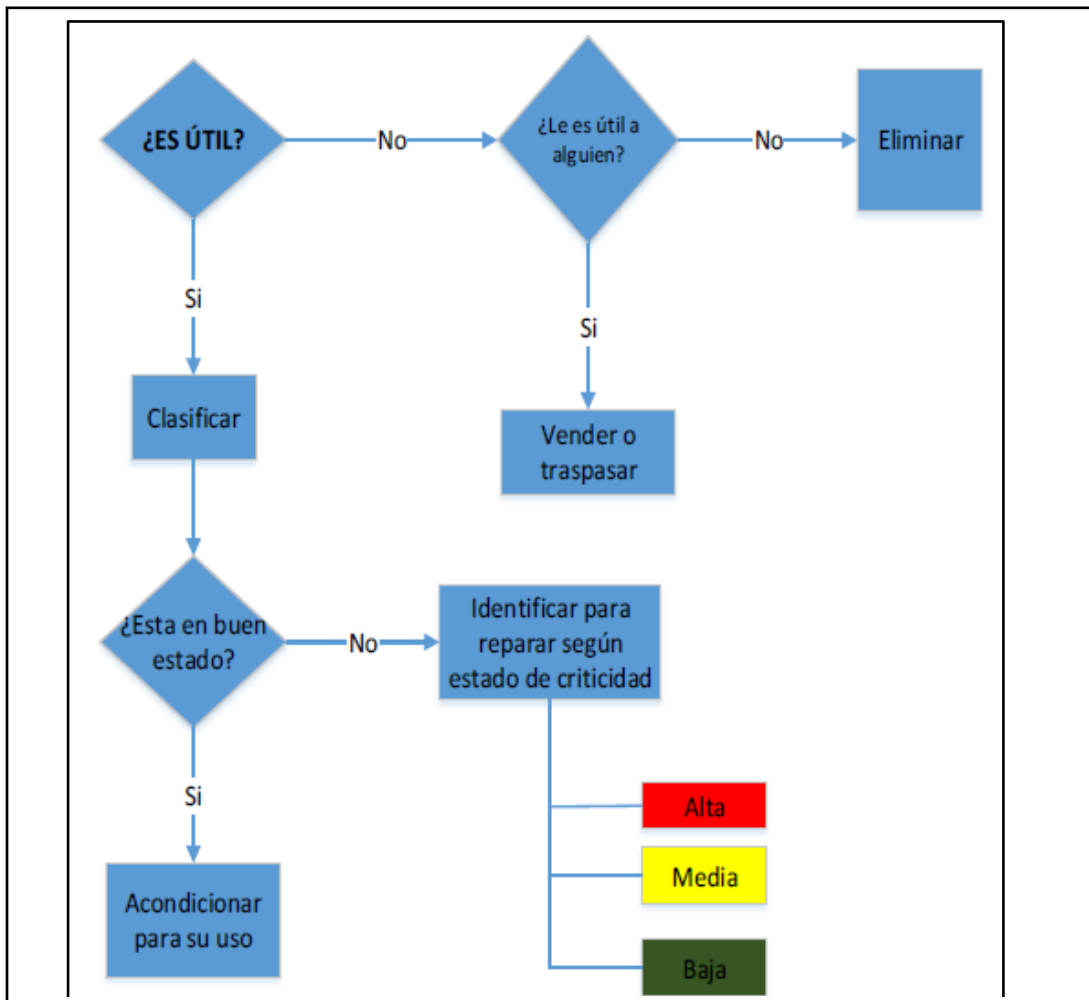 ¿ES ÚTIL?
No
¿Le es útil a
alguien?
No
Eliminar
Si
Si
Clasificar
Vender o
traspasar
¿Esta en buen
estado?
No
Identificar para
reparar según
estado de criticidad
Si
Alta
Media
Acondicionar
para su uso
Baja